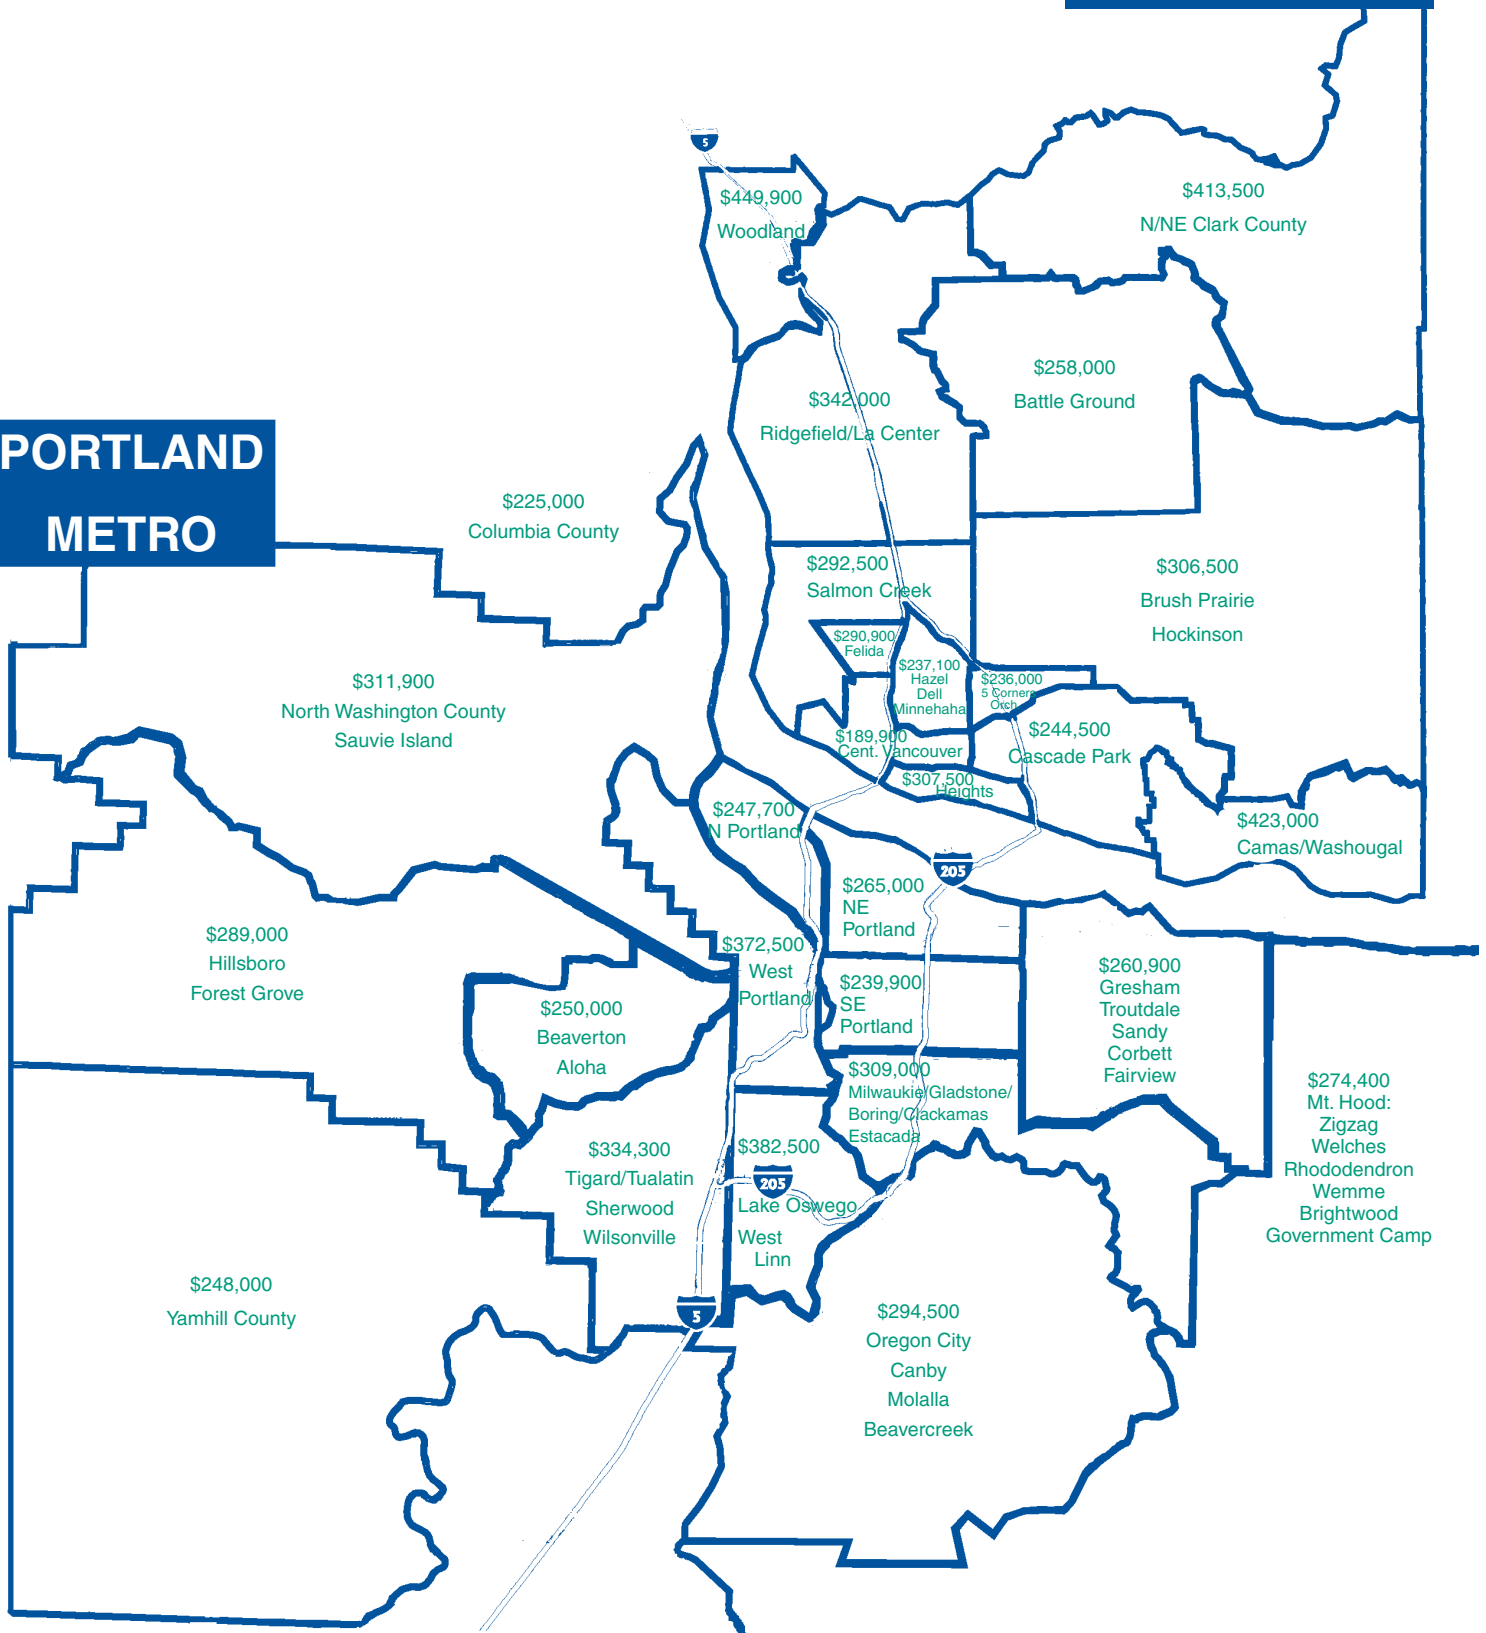 5
$449,900
Woodland
$413,500
N/NE Clark County
$258,000
Battle Ground
$342,000
Ridgefield/La Center
PORTLAND
METRO
$225,000
Columbia County
$292,500
Salmon Creek
$306,500
Brush Prairie
Hockinson
$290,900
Felida
$237,100
Hazel
Dell
Minnehaha
$236,000
5 Corners
Orch
$311,900
North Washington County
Sauvie Island
$189,900
Cent. Vancouver
$244,500
Cascade Park
$307,500
Heights
$247,700
N Portland
$423,000
Camas/Washougal
205
$265,000
NE
Portland
$289,000
Hillsboro
Forest Grove
$372,500
West
Portland
$239,900
SE
Portland
$260,900
Gresham
Troutdale
Sandy
Corbett
Fairview
$250,000
Beaverton
Aloha
$309,000
Milwaukie/Gladstone/
Boring/Clackamas
Estacada
$274,400
Mt. Hood:
Zigzag
Welches
Rhododendron
Wemme
Brightwood
Government Camp
$334,300
Tigard/Tualatin
Sherwood
Wilsonville
$382,500
205
Lake Oswego
West
Linn
$248,000
Yamhill County
5
$294,500
Oregon City
Canby
Molalla
Beavercreek